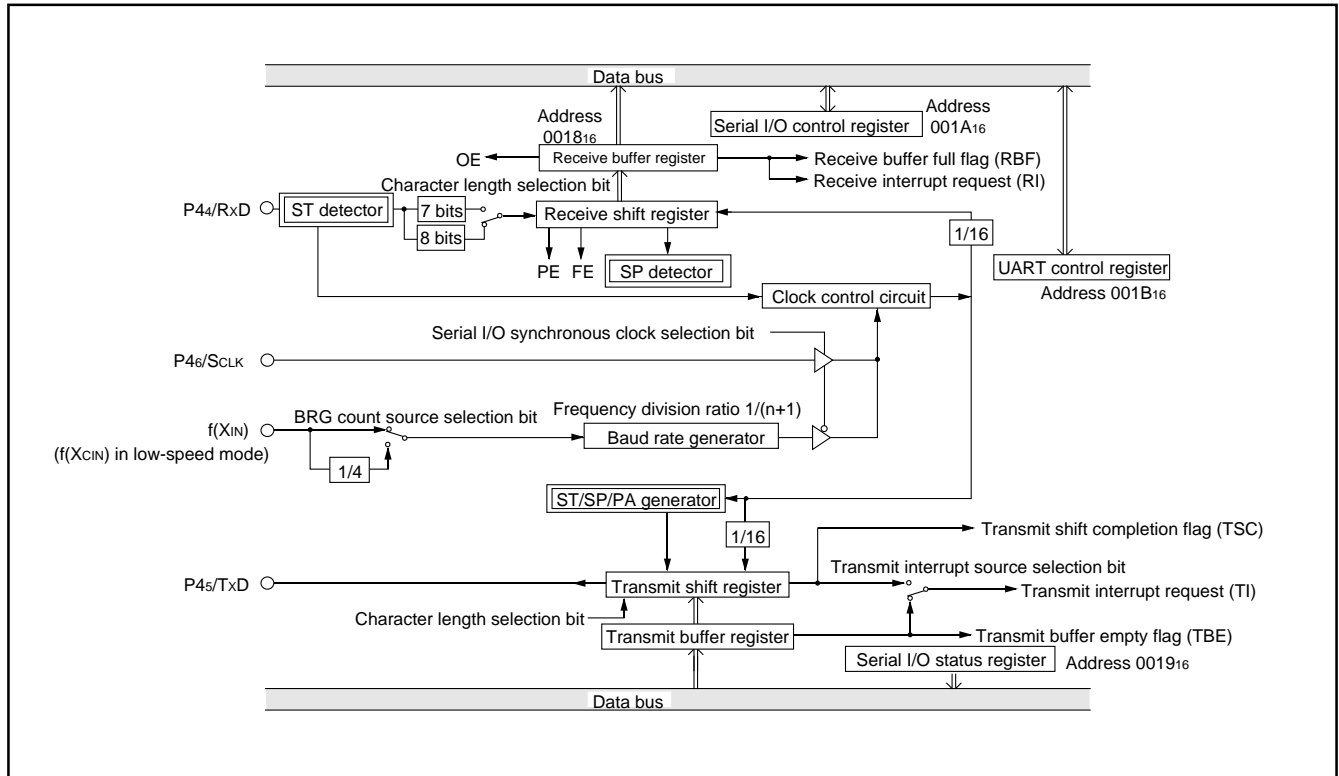 Data bus
Address
0018₁₆
Serial I/O control register
Address
001A₁₆
OE
Receive buffer register
Receive buffer full flag (RBF)
Receive interrupt request (RI)
Character length selection bit
P4₄/RxD
ST detector
7 bits
8 bits
Receive shift register
1/16
PE
FE
SP detector
UART control register
Address 001B₁₆
Clock control circuit
Serial I/O synchronous clock selection bit
P4₆/SCLK
BRG count source selection bit
Frequency division ratio 1/(n+1)
f(XIN)
(f(XCIN) in low-speed mode)
Baud rate generator
1/4
ST/SP/PA generator
1/16
Transmit shift completion flag (TSC)
Transmit interrupt source selection bit
P4₅/TxD
Transmit shift register
Transmit interrupt request (TI)
Character length selection bit
Transmit buffer register
Transmit buffer empty flag (TBE)
Serial I/O status register
Address 0019₁₆
Data bus